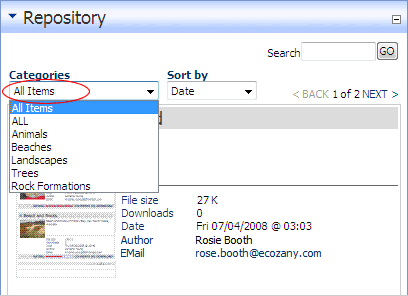 Repository
Search GO
Categories Sort by
All Items Date < BACK 1 of 2 NEXT >
All Items
ALL
Animals
Beaches
Landscapes
Trees
Rock Formations
File size 27 K
Downloads 0
Date Fri 07/04/2008 @ 03:03
Author Rosie Booth
EMail rose.booth@ecozany.com